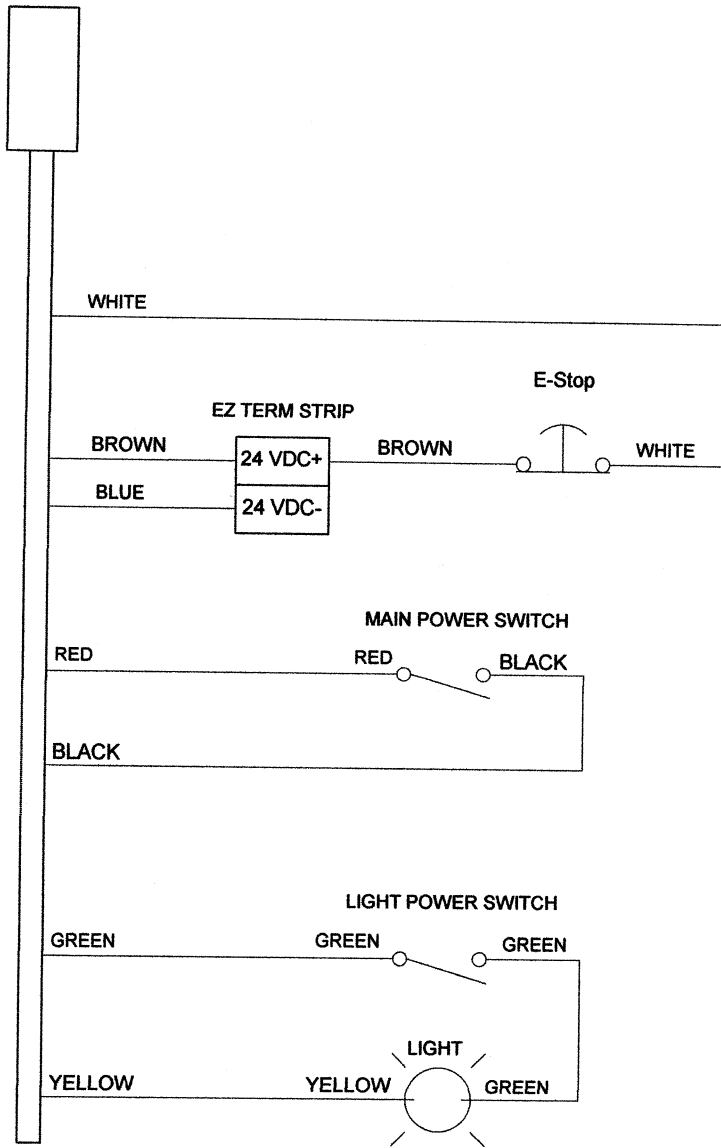 WHITE
E-Stop
EZ TERM STRIP
BROWN
24 VDC+
BROWN
WHITE
BLUE
24 VDC-
MAIN POWER SWITCH
RED
RED
BLACK
BLACK
LIGHT POWER SWITCH
GREEN
GREEN
GREEN
LIGHT
YELLOW
YELLOW
GREEN